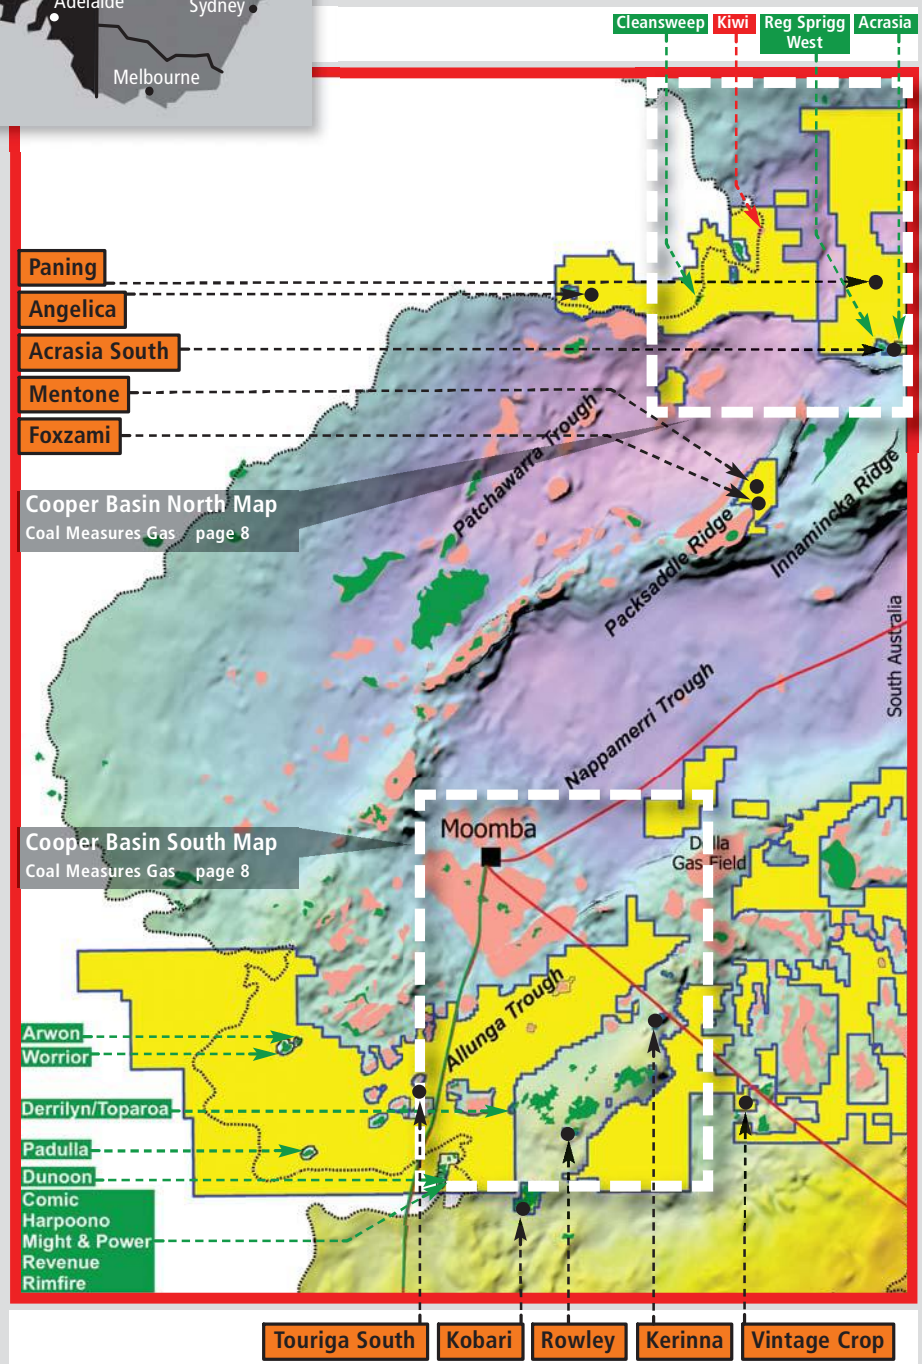 Adelaide
Sydney
Melbourne
Cleansweep
Kiwi
Reg Sprigg
West
Acrasia
Paning
Angelica
Acrasia South
Mentone
Foxzami
Patchawarra Trough
Cooper Basin North Map
Coal Measures Gas page 8
Packsaddle Ridge
Innamincka Ridge
South Australia
Nappamerri Trough
Cooper Basin South Map
Coal Measures Gas page 8
Moomba
Gas Field
Allunga Trough
Arwon
Worrior
Derrilyn/Toparoa
Padulla
Dunoon
Comic
Harpoono
Might & Power
Revenue
Rimfire
Touriga South
Kobari
Rowley
Kerinna
Vintage Crop